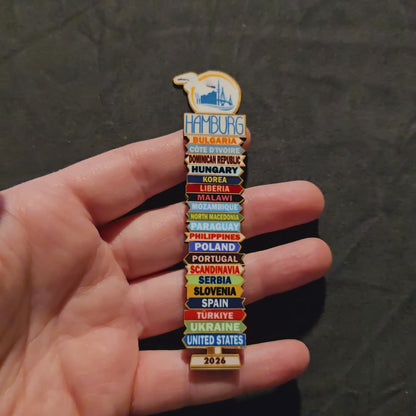 HAMBURG
BULGARIA
CÔTE D'IVOIRE
DOMINICAN REPUBLIC
HUNGARY
KOREA
LIBERIA
MALAWI
MOZAMBIQUE
NORTH MACEDONIA
PARAGUAY
PHILIPPINES
POLAND
PORTUGAL
SCANDINAVIA
SERBIA
SLOVENIA
SPAIN
TÜRKIYE
UKRAINE
UNITED STATES
2026